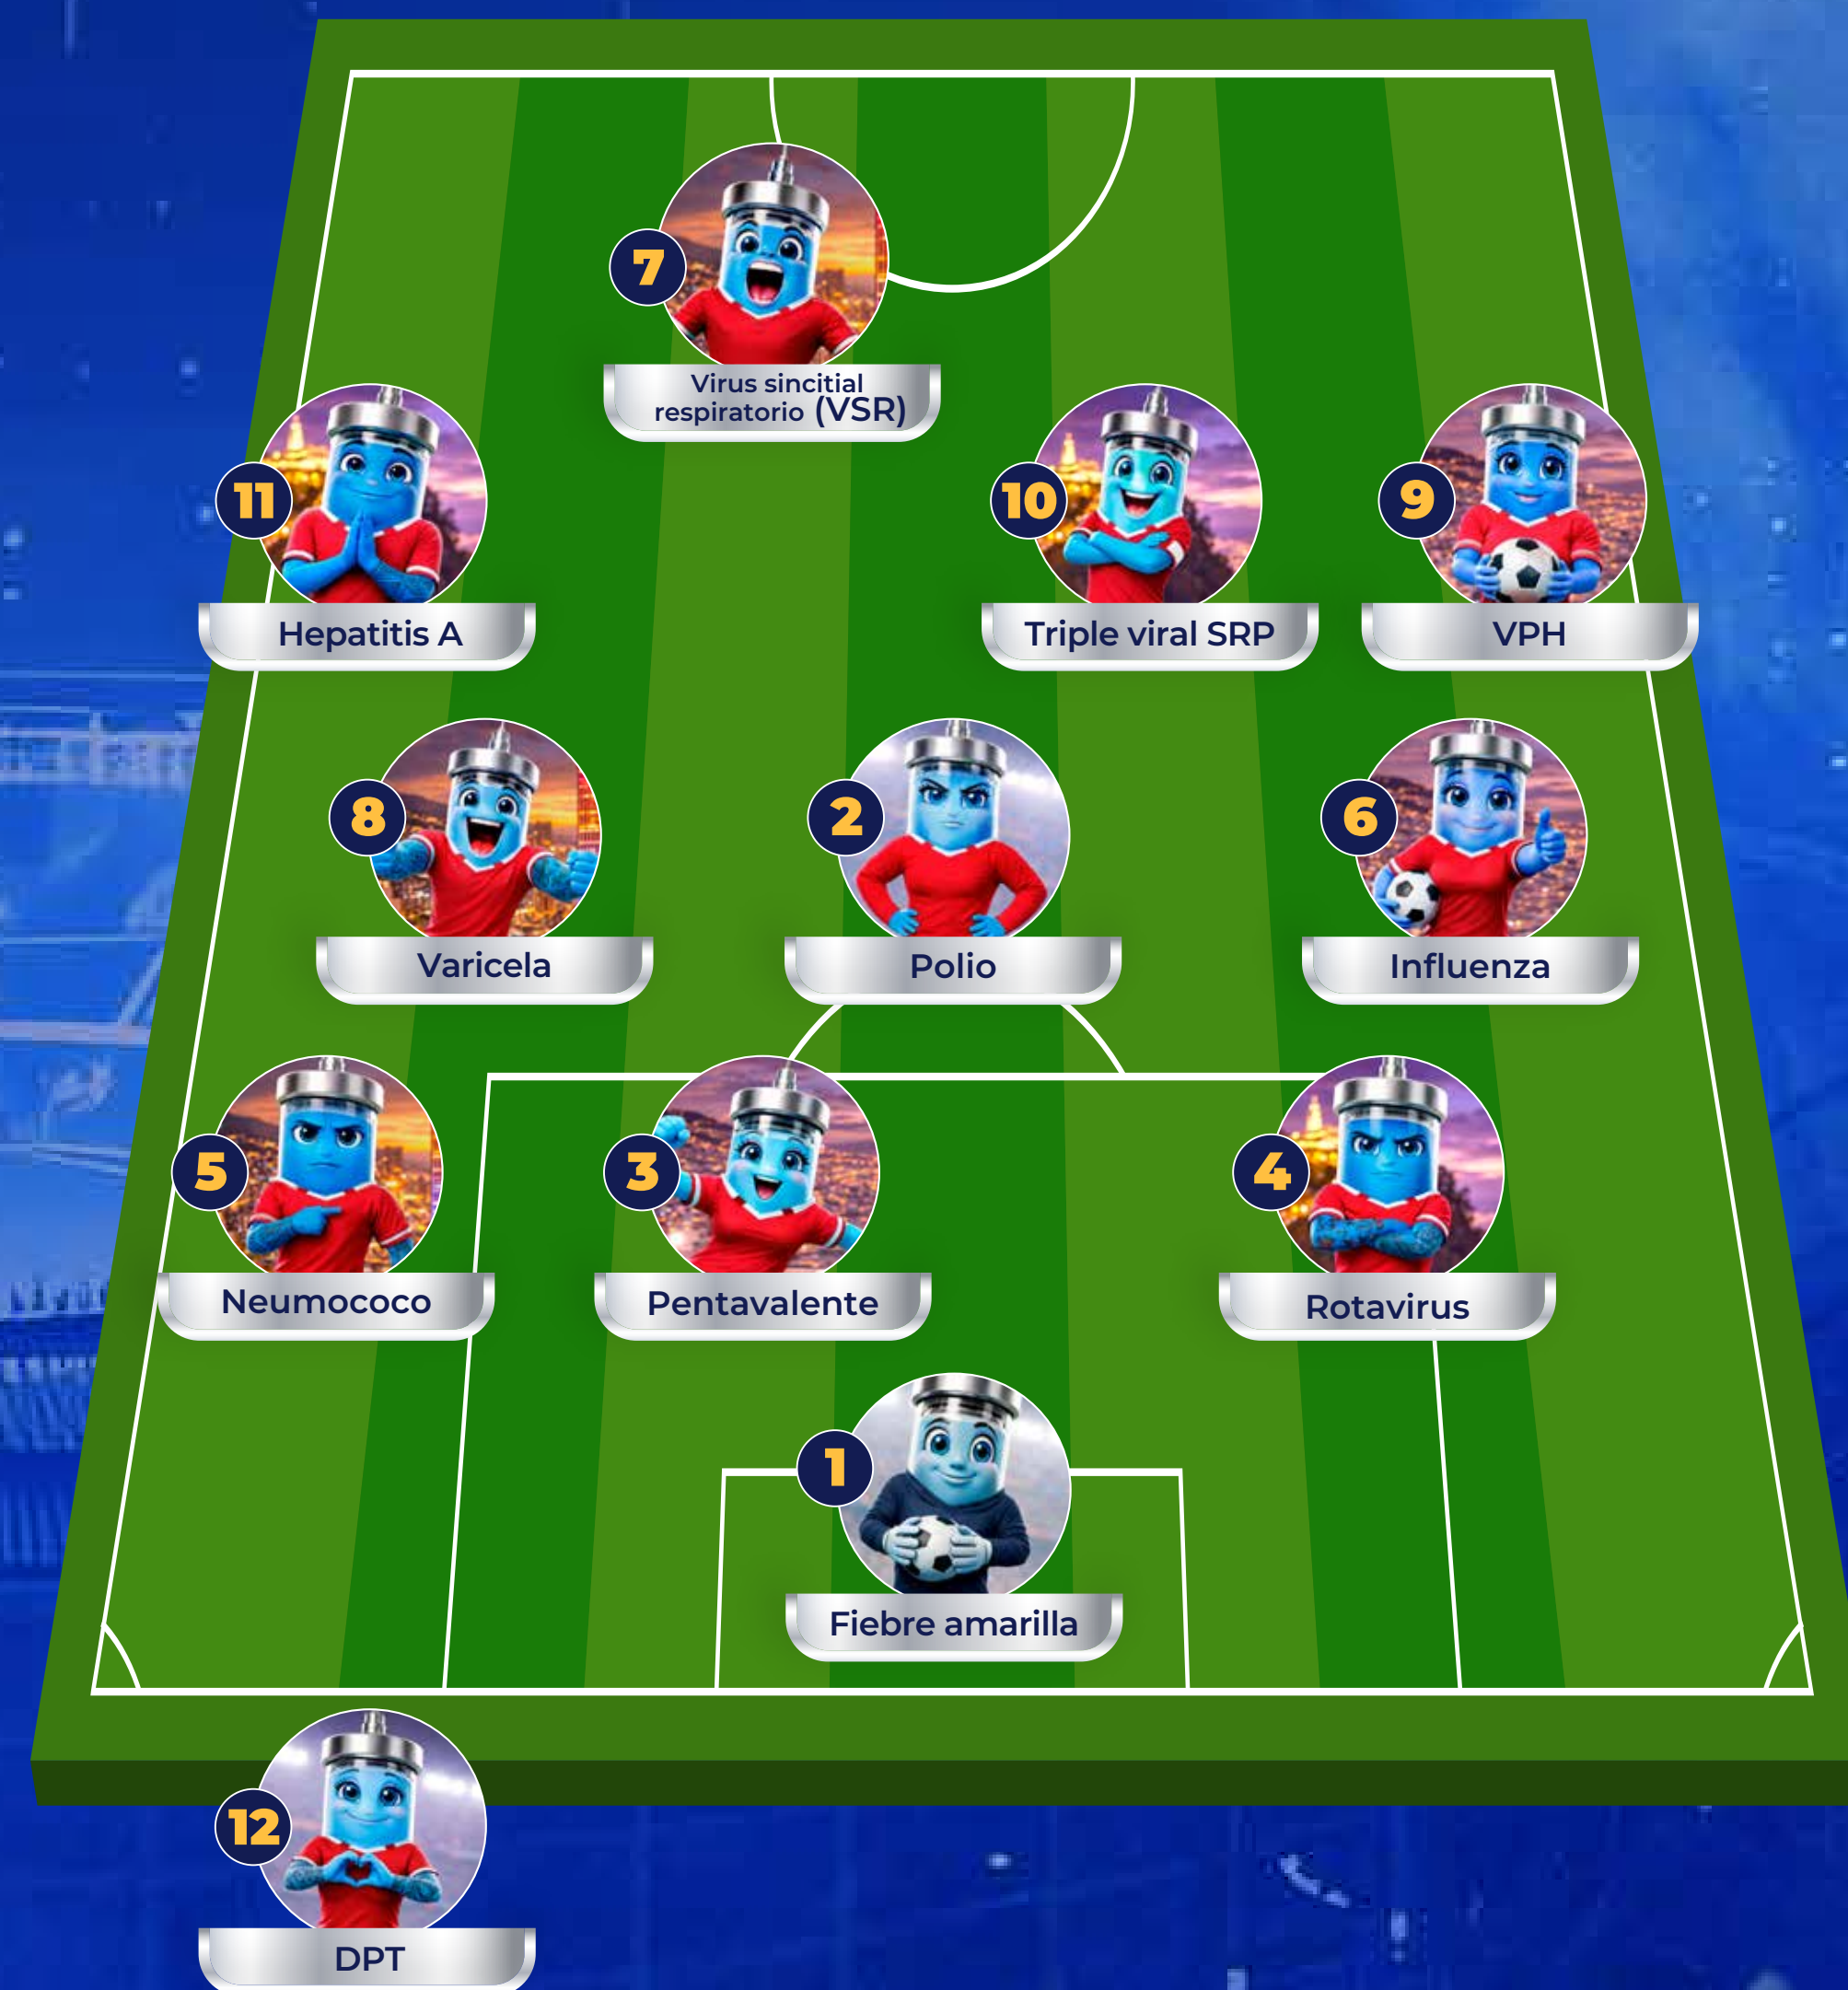 7
Virus sincitial
respiratorio (VSR)
11
Hepatitis A
10
Triple viral SRP
9
VPH
8
Varicela
2
Polio
6
Influenza
5
Neumococo
3
Pentavalente
4
Rotavirus
1
Fiebre amarilla
12
DPT